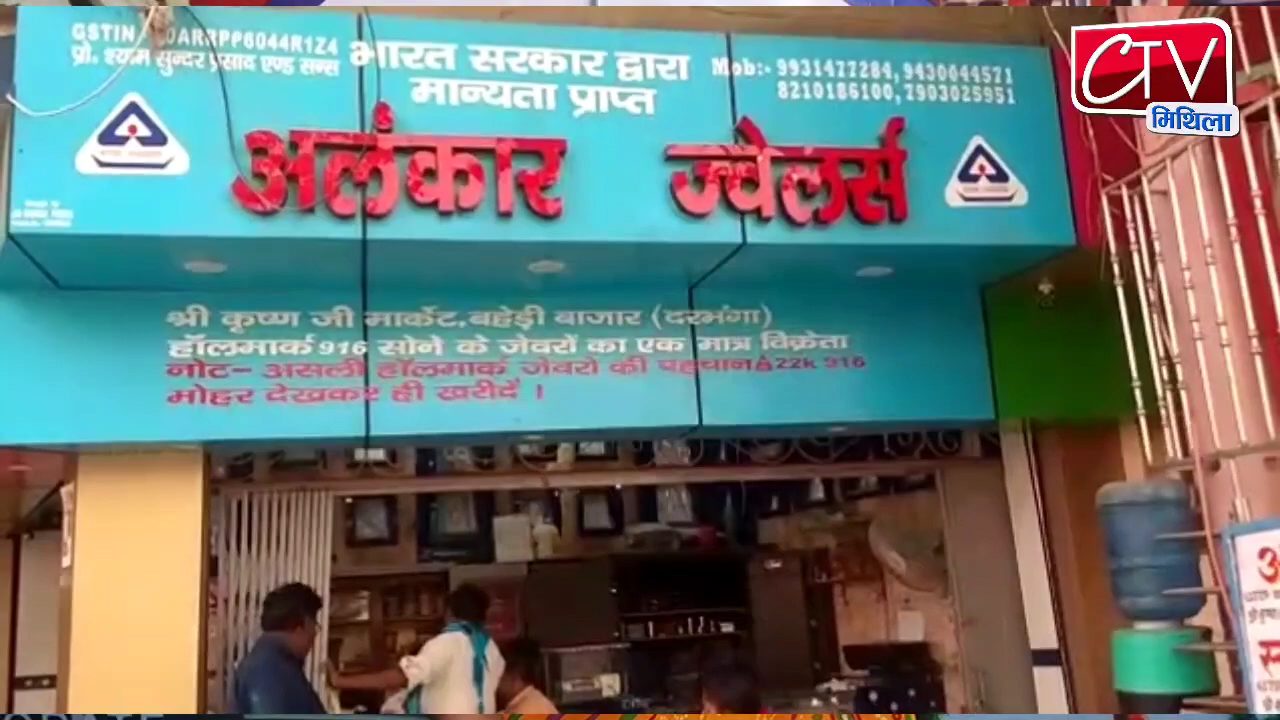 प्रो. श्याम सुन्दर प्रसाद एण्ड सन्स
भारत सरकार द्वारा
मान्यता प्राप्त
Mob:- 9931477284, 9430044571
8210186100, 7903025951
अलंकार ज्वेलर्स
श्री कृष्ण जी मार्केट, बहेड़ी बाजार (दरभंगा)
हॉलमार्क 916 सोने के जेवरों का एक मात्र विक्रेता
नोट- असली हॉलमार्क जेवरो की पहचान 22k 916
मोहर देखकर ही खरीदें ।
CTV
मिथिला